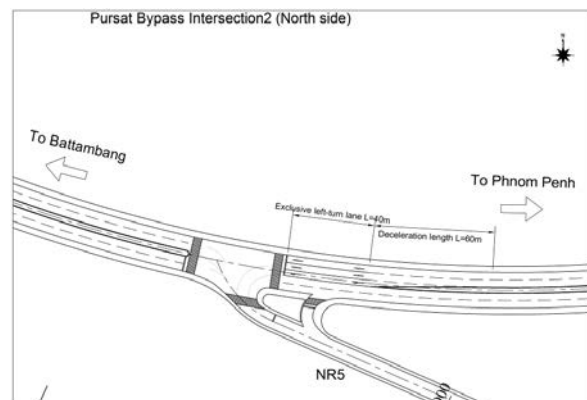 Pursat Bypass Intersection2 (North side)
N
To Battambang
To Phnom Penh
Exclusive left-turn lane L=40m
Deceleration length L=60m
NR5